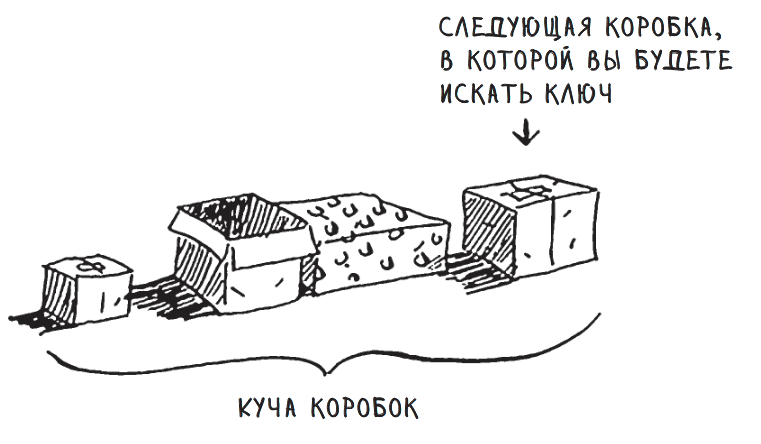 СЛЕДУЮЩАЯ КОРОБКА,
В КОТОРОЙ ВЫ БУДЕТЕ
ИСКАТЬ КЛЮЧ
КУЧА КОРОБОК